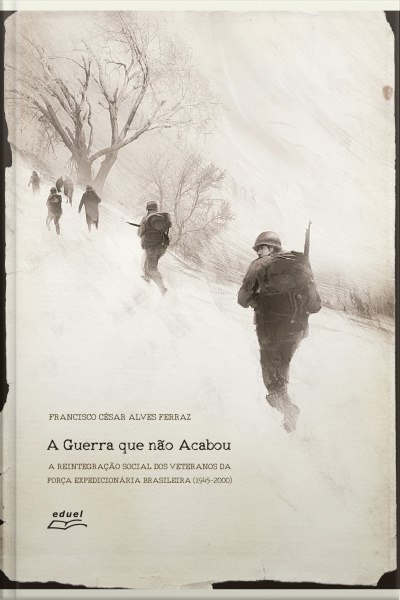 FRANCISCO CÉSAR ALVES FERRAZ
A Guerra que não Acabou
A REINTEGRAÇÃO SOCIAL DOS VETERANOS DA
FORÇA EXPEDICIONÁRIA BRASILEIRA (1945-2000)
eduel